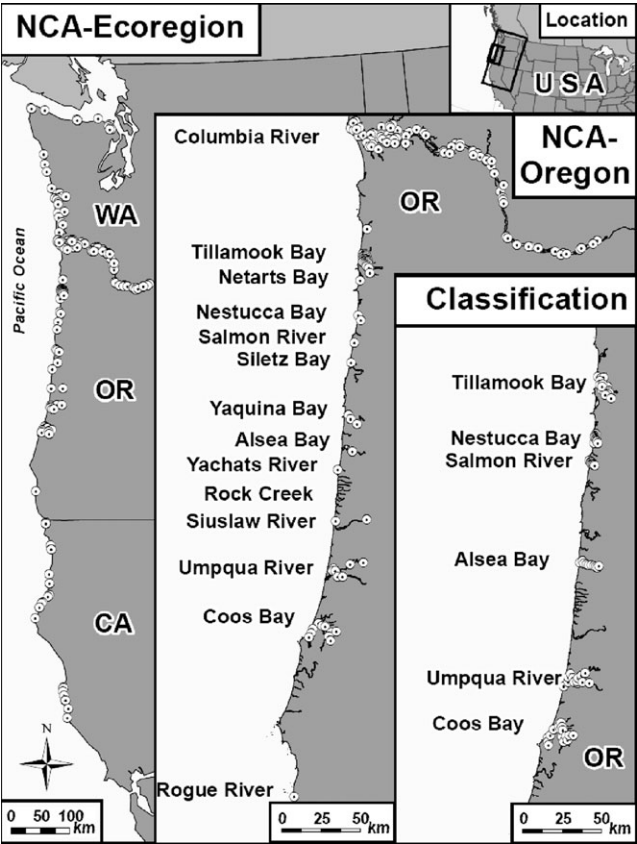 NCA-Ecoregion
Location
USA
WA
OR
CA
Pacific Ocean
N
0 50 100
km
NCA-
Oregon
OR
Columbia River
Tillamook Bay
Netarts Bay
Nestucca Bay
Salmon River
Siletz Bay
Yaquina Bay
Alsea Bay
Yachats River
Rock Creek
Siuslaw River
Umpqua River
Coos Bay
Rogue River
0 25 50
km
Classification
Tillamook Bay
Nestucca Bay
Salmon River
Alsea Bay
Umpqua River
Coos Bay
OR
0 25 50
km